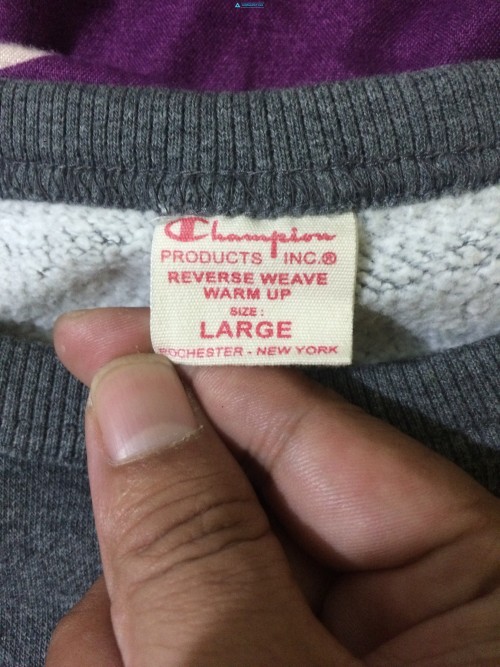 Champion
PRODUCTS INC.®
REVERSE WEAVE
WARM UP
SIZE :
LARGE
ROCHESTER - NEW YORK